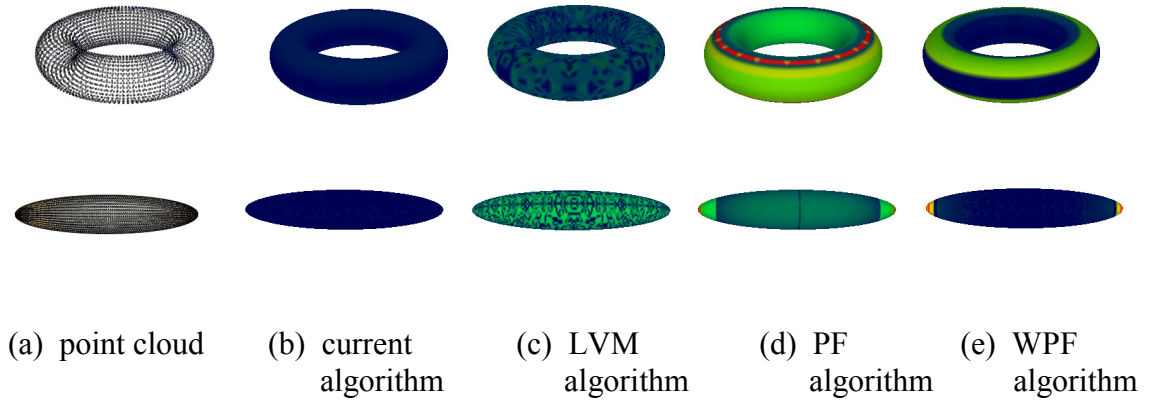 (a) point cloud
(b) current
algorithm
(c) LVM
algorithm
(d) PF
algorithm
(e) WPF
algorithm